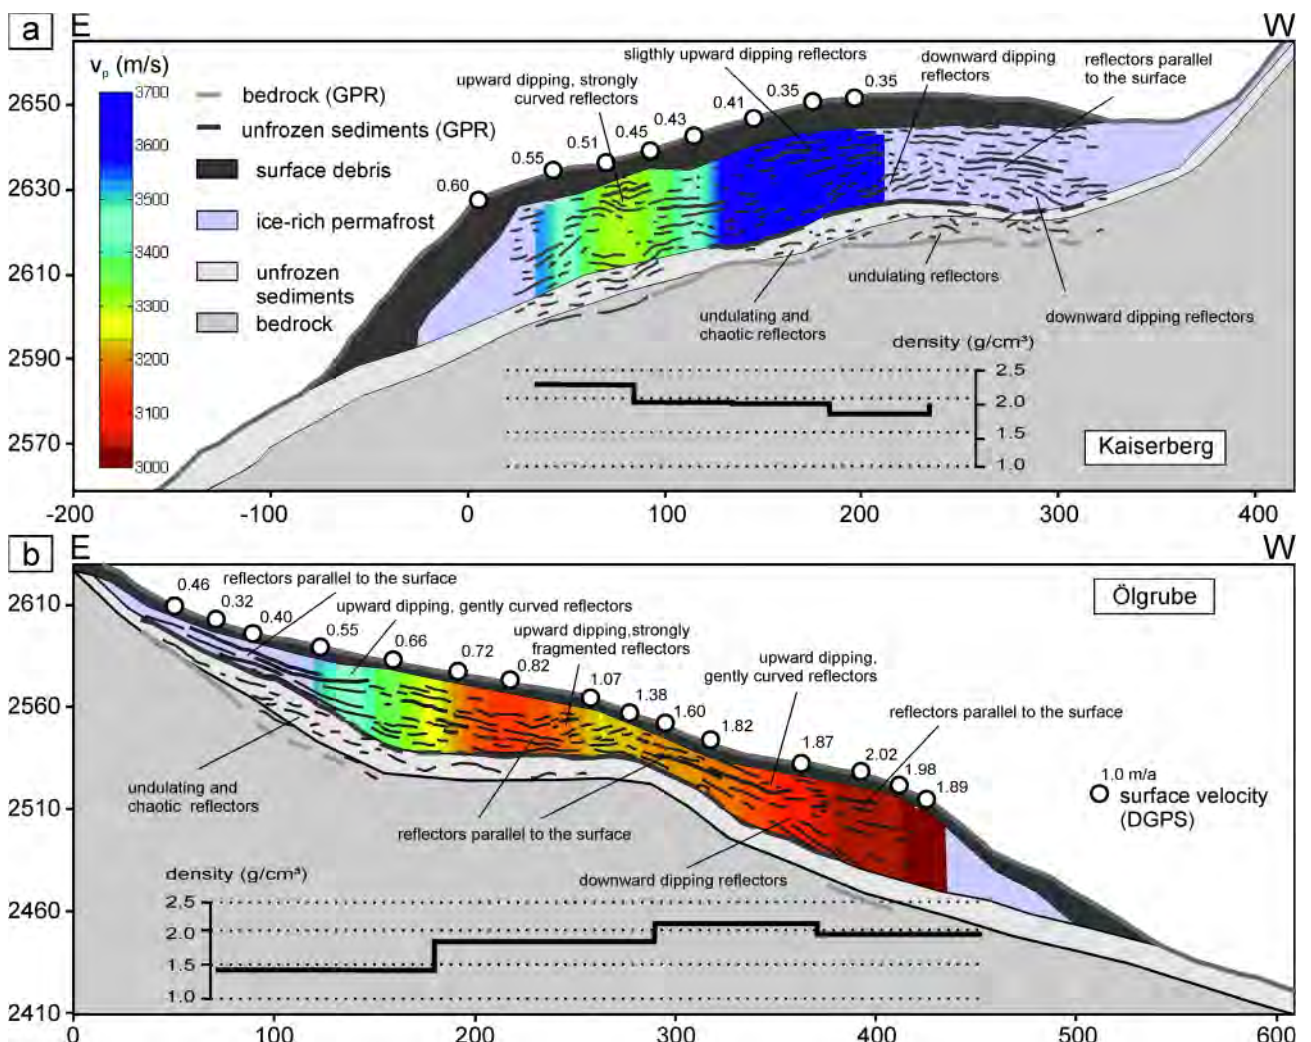 a
E
W
v_p (m/s)
3700
3600
3500
3400
3300
3200
3100
3000
bedrock (GPR)
unfrozen sediments (GPR)
surface debris
ice-rich permafrost
unfrozen
sediments
bedrock
2650
2630
2610
2590
2570
upward dipping, strongly
curved reflectors
sligthly upward dipping reflectors
downward dipping
reflectors
reflectors parallel
to the surface
0.60
0.55
0.51
0.45
0.43
0.41
0.35
0.35
undulating reflectors
undulating and
chaotic reflectors
downward dipping reflectors
density (g/cm³)
2.5
2.0
1.5
1.0
Kaiserberg
-200
-100
0
100
200
300
400
b
E
W
2610
2560
2510
2460
2410
0.46
0.32
0.40
0.55
0.66
0.72
0.82
1.07
1.38
1.60
1.82
1.87
2.02
1.98
1.89
reflectors parallel to the surface
upward dipping, gently curved reflectors
upward dipping,strongly
fragmented reflectors
upward dipping,
gently curved reflectors
reflectors parallel to the surface
Ölgrube
undulating and
chaotic reflectors
reflectors parallel to the surface
downward dipping reflectors
1.0 m/a
surface velocity
(DGPS)
density (g/cm³)
2.5
2.0
1.5
1.0
0
100
200
300
400
500
600